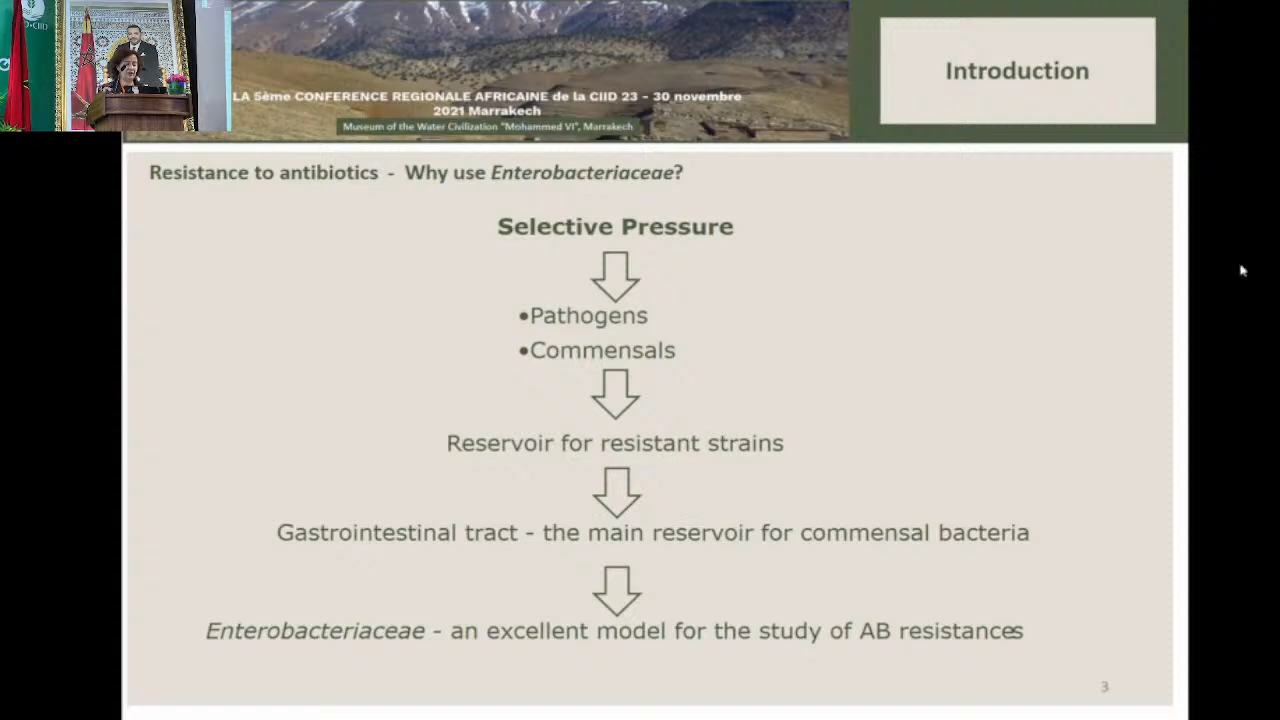 CIID
Introduction
LA 5ème CONFERENCE REGIONALE AFRICAINE de la CIID 23 - 30 novembre
2021 Marrakech
Museum of the Water Civilization "Mohammed VI", Marrakech
Resistance to antibiotics - Why use Enterobacteriaceae?
Selective Pressure
•Pathogens
•Commensals
Reservoir for resistant strains
Gastrointestinal tract - the main reservoir for commensal bacteria
Enterobacteriaceae - an excellent model for the study of AB resistances
3